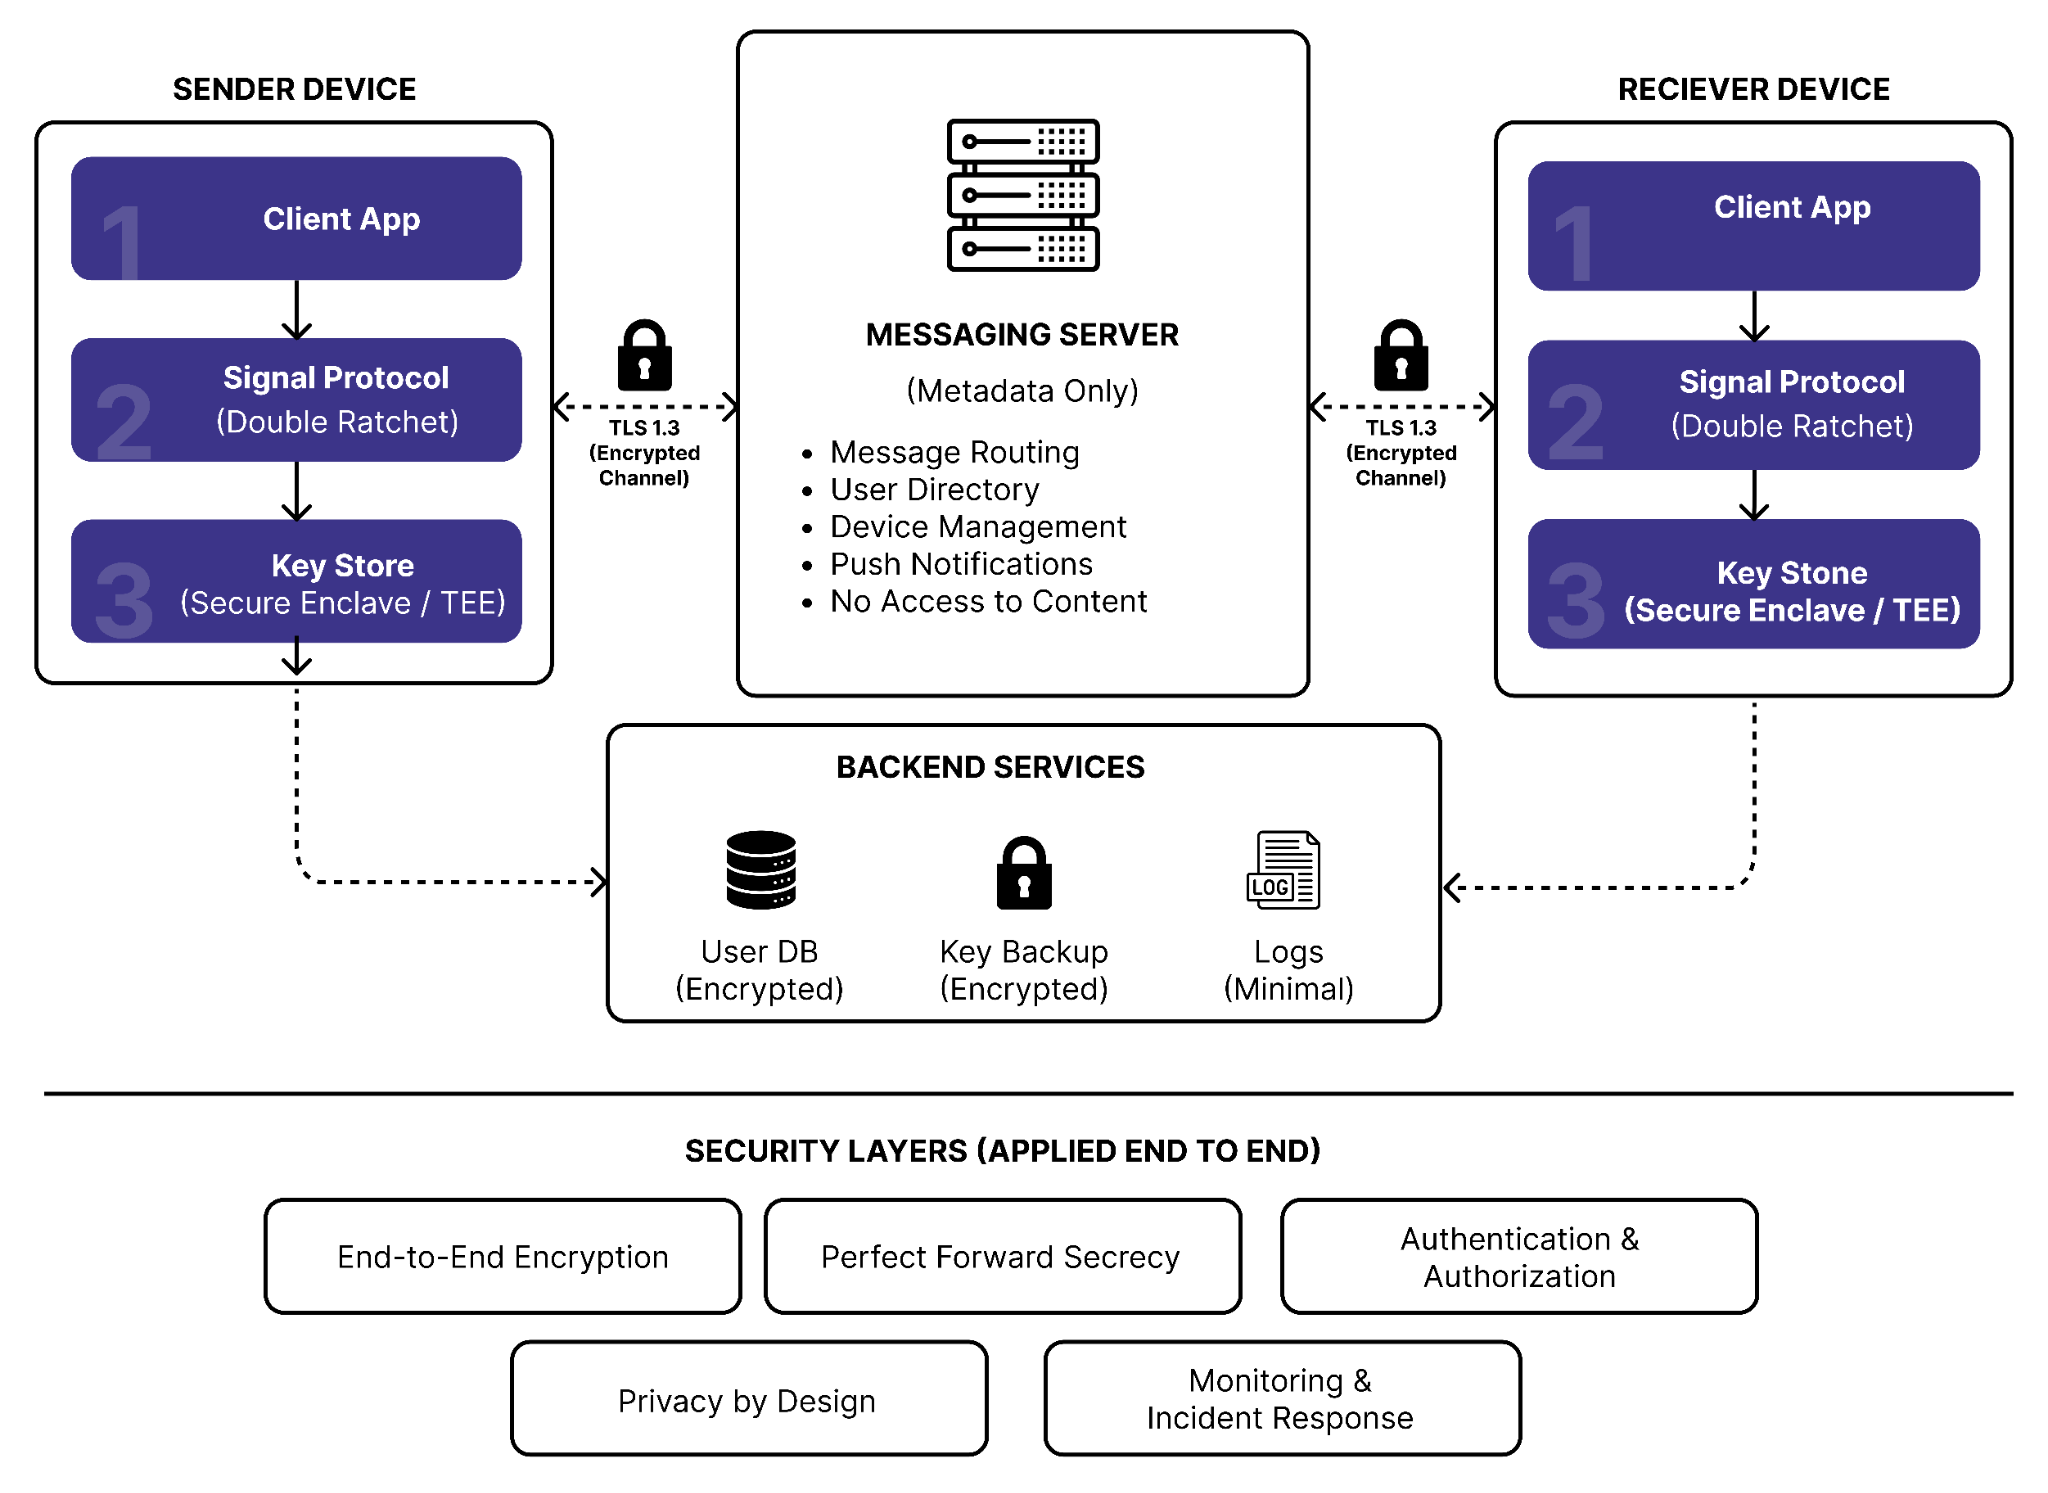 SENDER DEVICE
1
Client App
2
Signal Protocol
(Double Ratchet)
3
Key Store
(Secure Enclave / TEE)
TLS 1.3
(Encrypted
Channel)
MESSAGING SERVER
(Metadata Only)
• Message Routing
• User Directory
• Device Management
• Push Notifications
• No Access to Content
TLS 1.3
(Encrypted
Channel)
RECIEVER DEVICE
1
Client App
2
Signal Protocol
(Double Ratchet)
3
Key Stone
(Secure Enclave / TEE)
BACKEND SERVICES
User DB
(Encrypted)
Key Backup
(Encrypted)
LOG
Logs
(Minimal)
SECURITY LAYERS (APPLIED END TO END)
End-to-End Encryption
Perfect Forward Secrecy
Authentication &
Authorization
Privacy by Design
Monitoring &
Incident Response